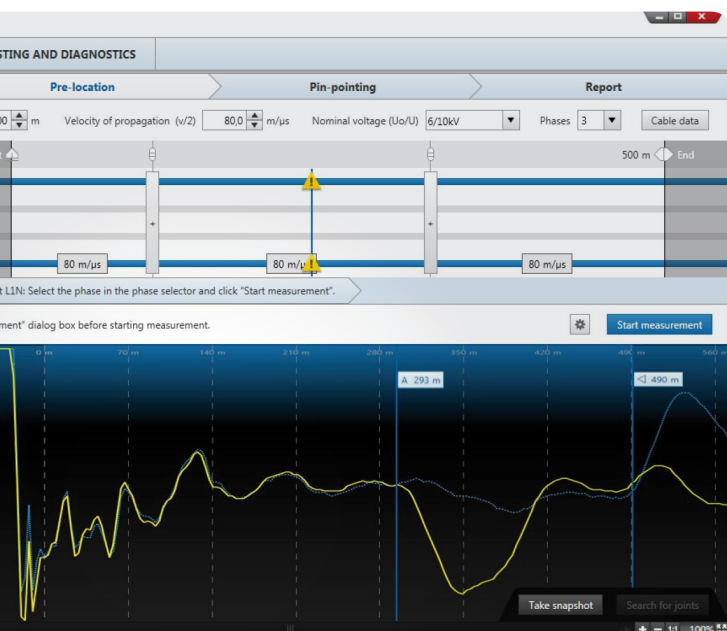 STING AND DIAGNOSTICS
Pre-location Pin-pointing Report
00 m Velocity of propagation (v/2) 80,0 m/µs Nominal voltage (Uo/U) 6/10kV Phases 3 Cable data
500 m End
80 m/µs 80 m/µ 80 m/µs
t L1N: Select the phase in the phase selector and click "Start measurement".
ment" dialog box before starting measurement.
Start measurement
0 m 70 m 140 m 210 m 280 m 350 m 420 m 490 m 560 m
A 293 m
490 m
Take snapshot Search for joints
1:1 100%